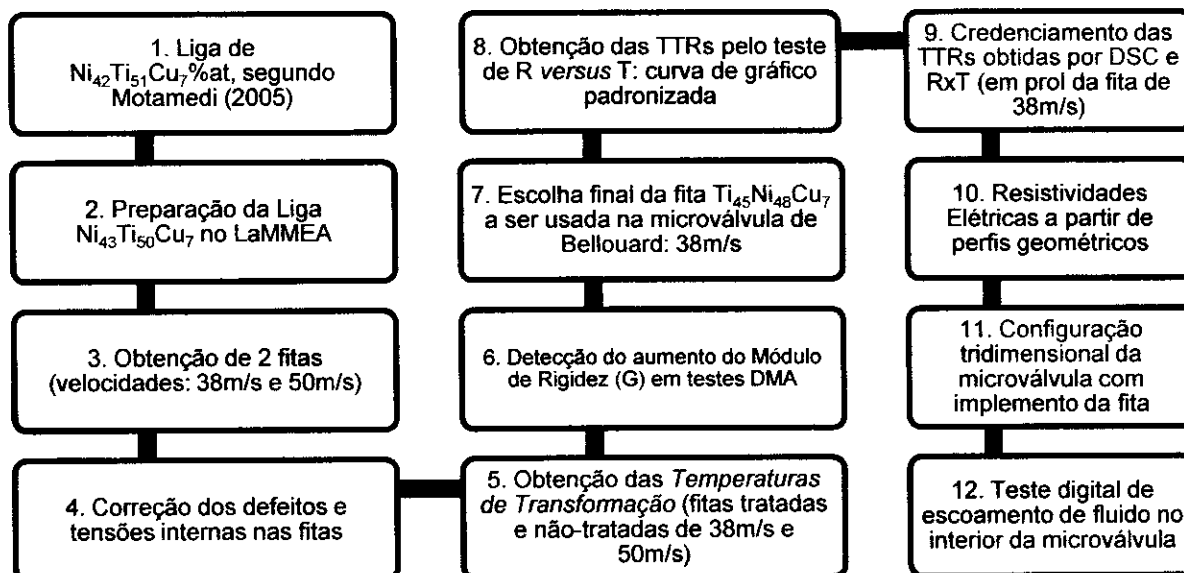 1. Liga de
Ni₄₂Ti₅₁Cu₇%at, segundo
Motamedi (2005)
2. Preparação da Liga
Ni₄₃Ti₅₀Cu₇ no LaMMEA
3. Obtenção de 2 fitas
(velocidades: 38m/s e 50m/s)
4. Correção dos defeitos e
tensões internas nas fitas
5. Obtenção das Temperaturas
de Transformação (fitas tratadas
e não-tratadas de 38m/s e
50m/s)
6. Detecção do aumento do Módulo
de Rigidez (G) em testes DMA
7. Escolha final da fita Ti₄₅Ni₄₈Cu₇
a ser usada na microválvula de
Bellouard: 38m/s
8. Obtenção das TTRs pelo teste
de R versus T: curva de gráfico
padronizada
9. Credenciamento das
TTRs obtidas por DSC e
RxT (em prol da fita de
38m/s)
10. Resistividades
Elétricas a partir de
perfis geométricos
11. Configuração
tridimensional da
microválvula com
implemento da fita
12. Teste digital de
escoamento de fluido no
interior da microválvula